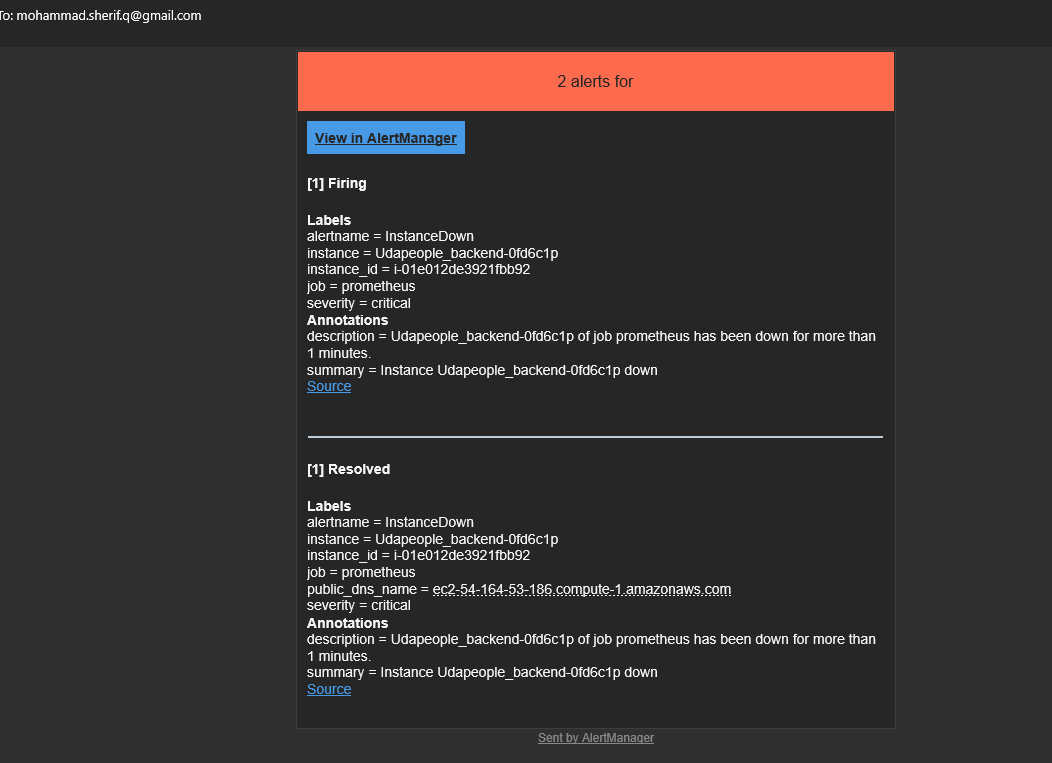 To: mohammad.sherif.q@gmail.com
2 alerts for
View in AlertManager
[1] Firing
Labels
alertname = InstanceDown
instance = Udapeople_backend-0fd6c1p
instance_id = i-01e012de3921fbb92
job = prometheus
severity = critical
Annotations
description = Udapeople_backend-0fd6c1p of job prometheus has been down for more than
1 minutes.
summary = Instance Udapeople_backend-0fd6c1p down
Source
[1] Resolved
Labels
alertname = InstanceDown
instance = Udapeople_backend-0fd6c1p
instance_id = i-01e012de3921fbb92
job = prometheus
public_dns_name = ec2-54-164-53-186.compute-1.amazonaws.com
severity = critical
Annotations
description = Udapeople_backend-0fd6c1p of job prometheus has been down for more than
1 minutes.
summary = Instance Udapeople_backend-0fd6c1p down
Source
Sent by AlertManager